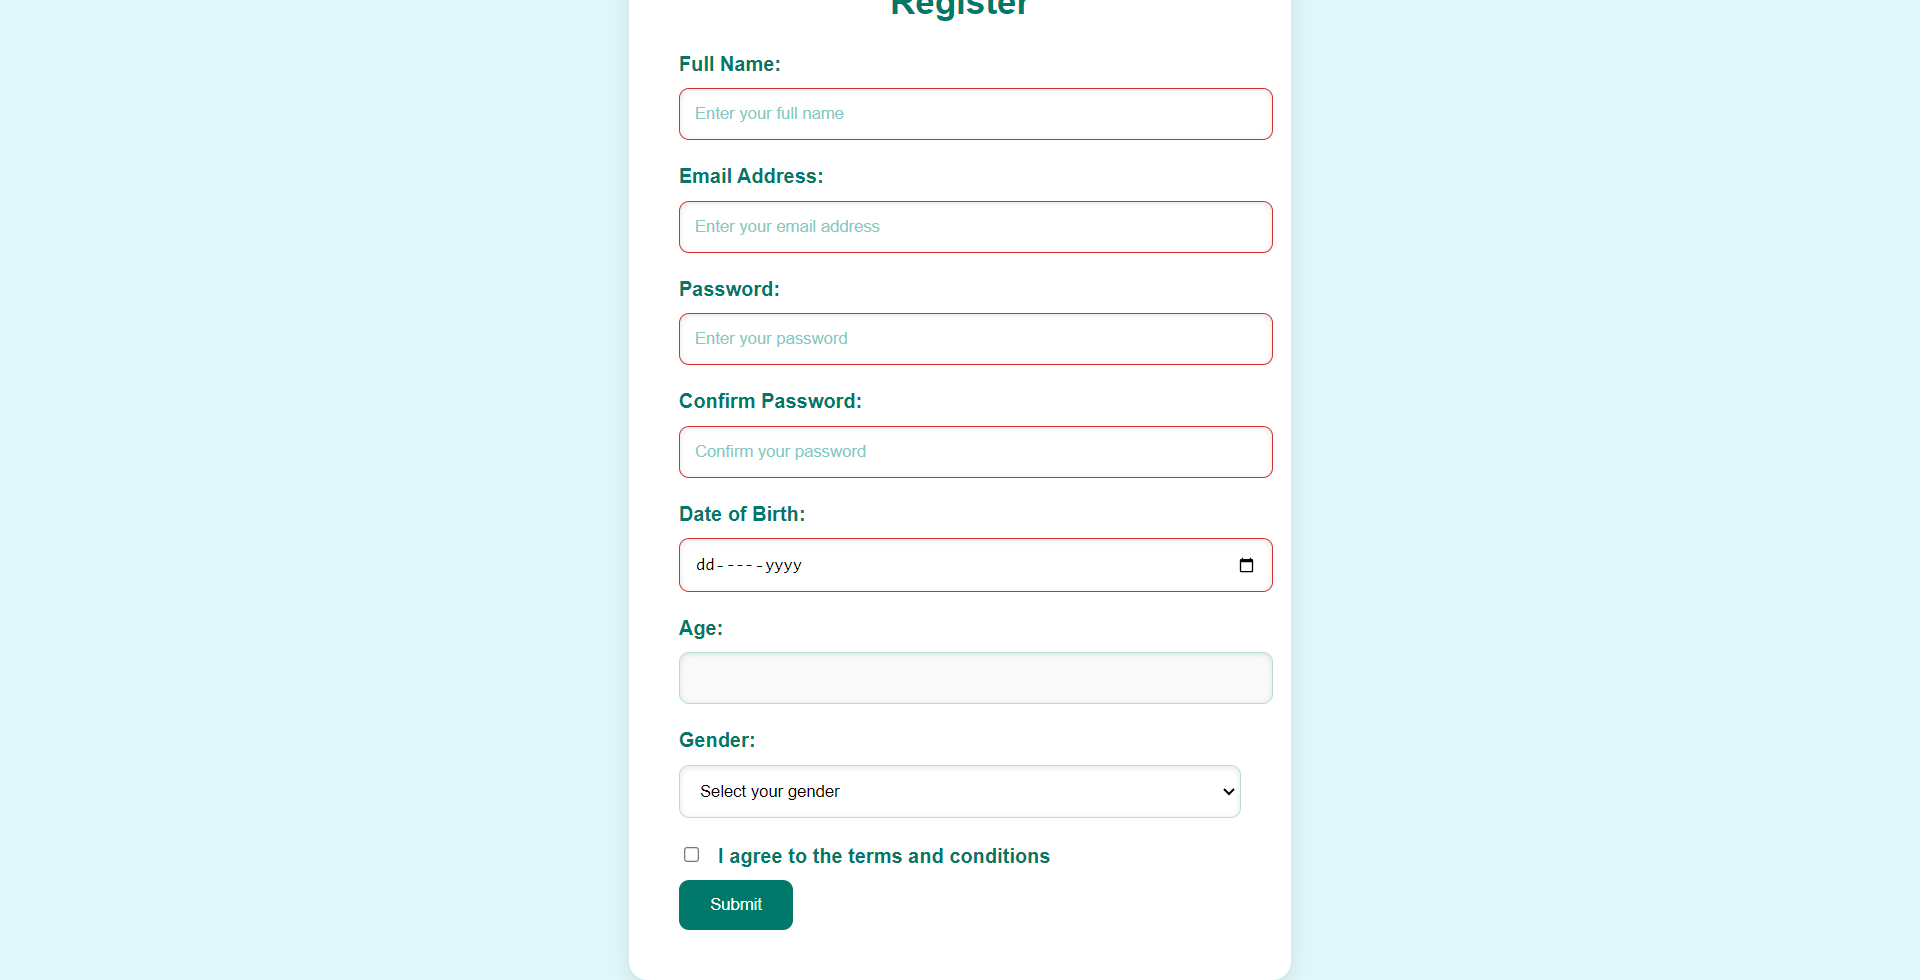 Register
Full Name:
Enter your full name
Email Address:
Enter your email address
Password:
Enter your password
Confirm Password:
Confirm your password
Date of Birth:
dd-----yyyy
Age:
Gender:
Select your gender
I agree to the terms and conditions
Submit